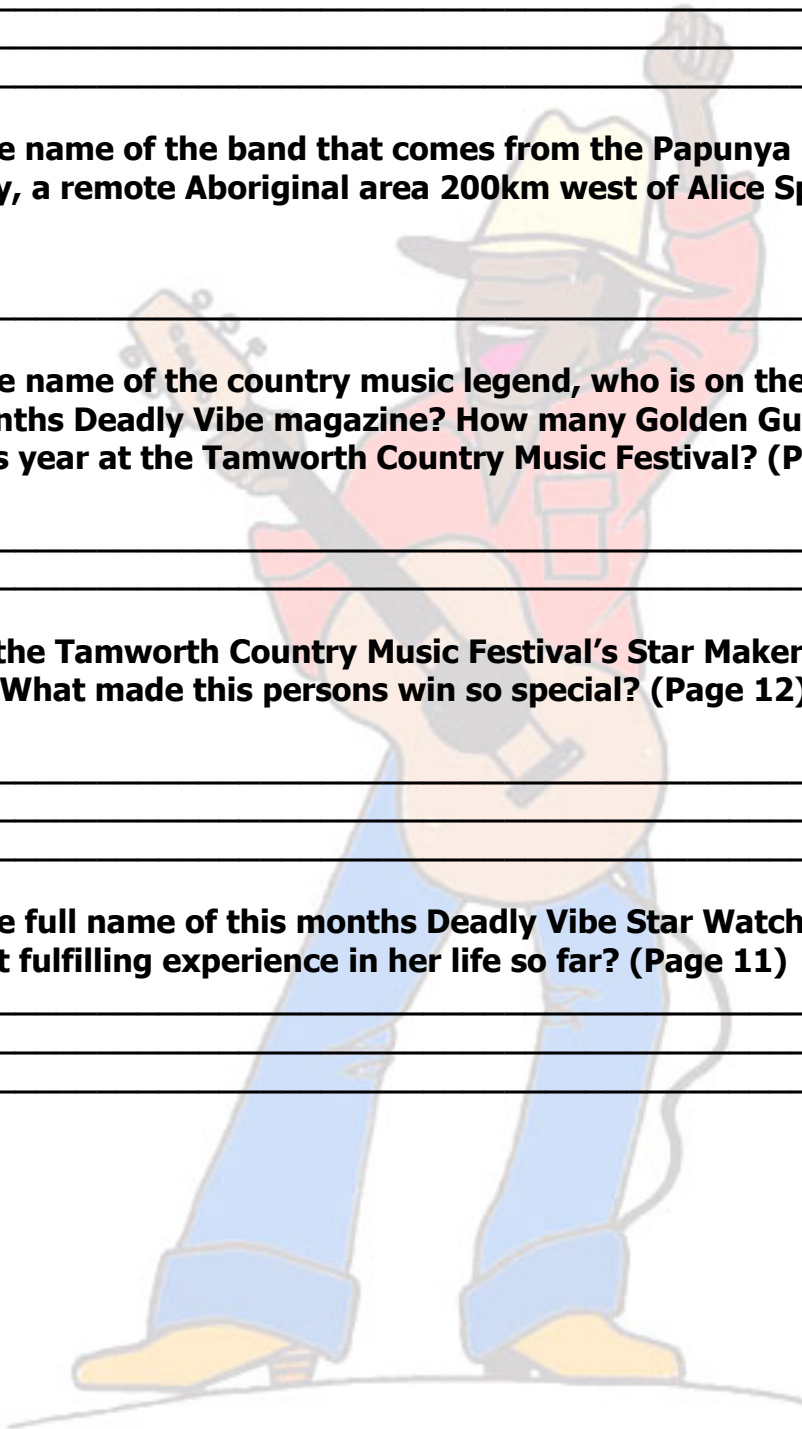 e name of the band that comes from the Papunya
y, a remote Aboriginal area 200km west of Alice Sp
e name of the country music legend, who is on the
nths Deadly Vibe magazine? How many Golden Gu
s year at the Tamworth Country Music Festival? (P
the Tamworth Country Music Festival’s Star Maker
What made this persons win so special? (Page 12)
e full name of this months Deadly Vibe Star Watch
t fulfilling experience in her life so far? (Page 11)